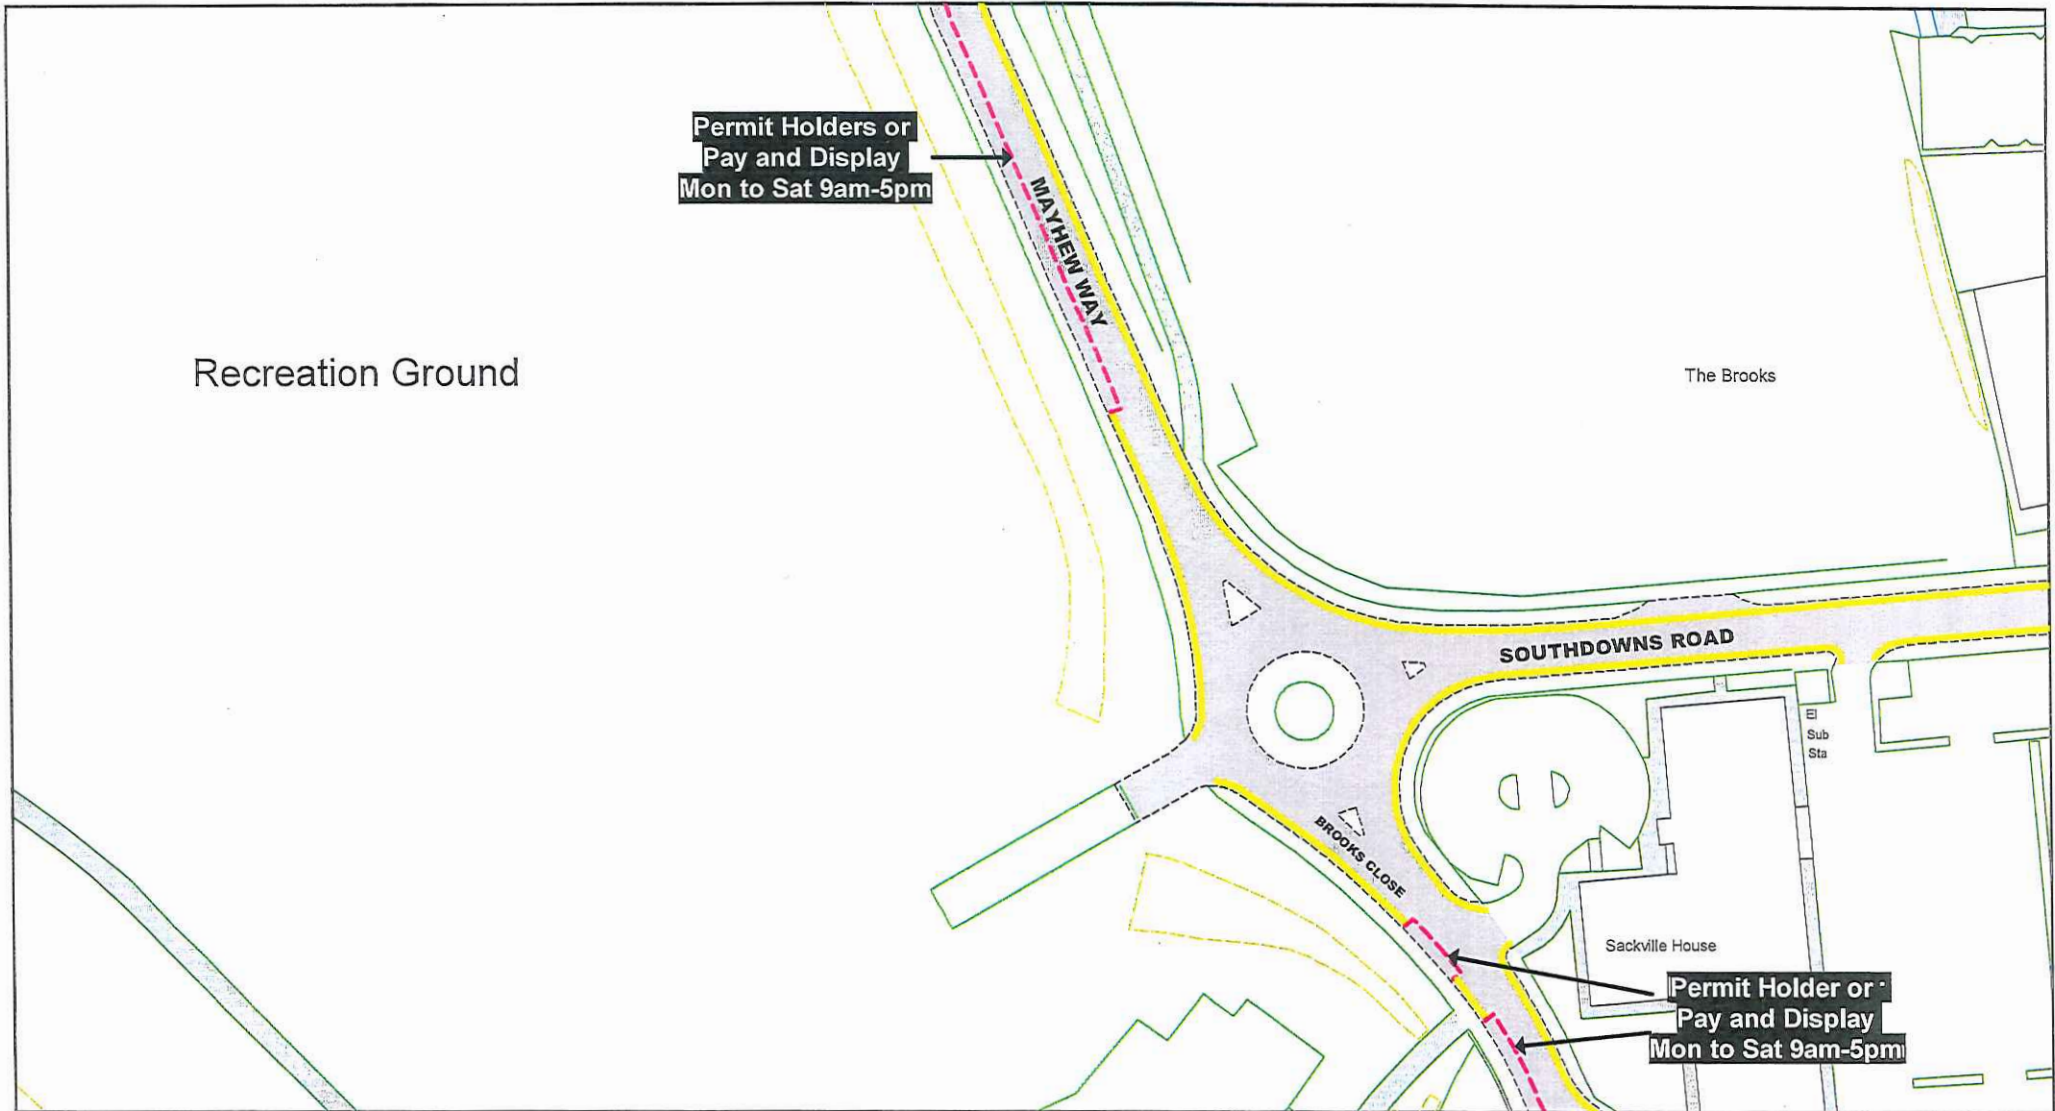 Permit Holders or
Pay and Display
Mon to Sat 9am-5pm
MAYHEW WAY
Recreation Ground
The Brooks
SOUTHDOWNS ROAD
El
Sub
Sta
BROOKS CLOSE
Sackville House
Permit Holder or
Pay and Display
Mon to Sat 9am-5pm